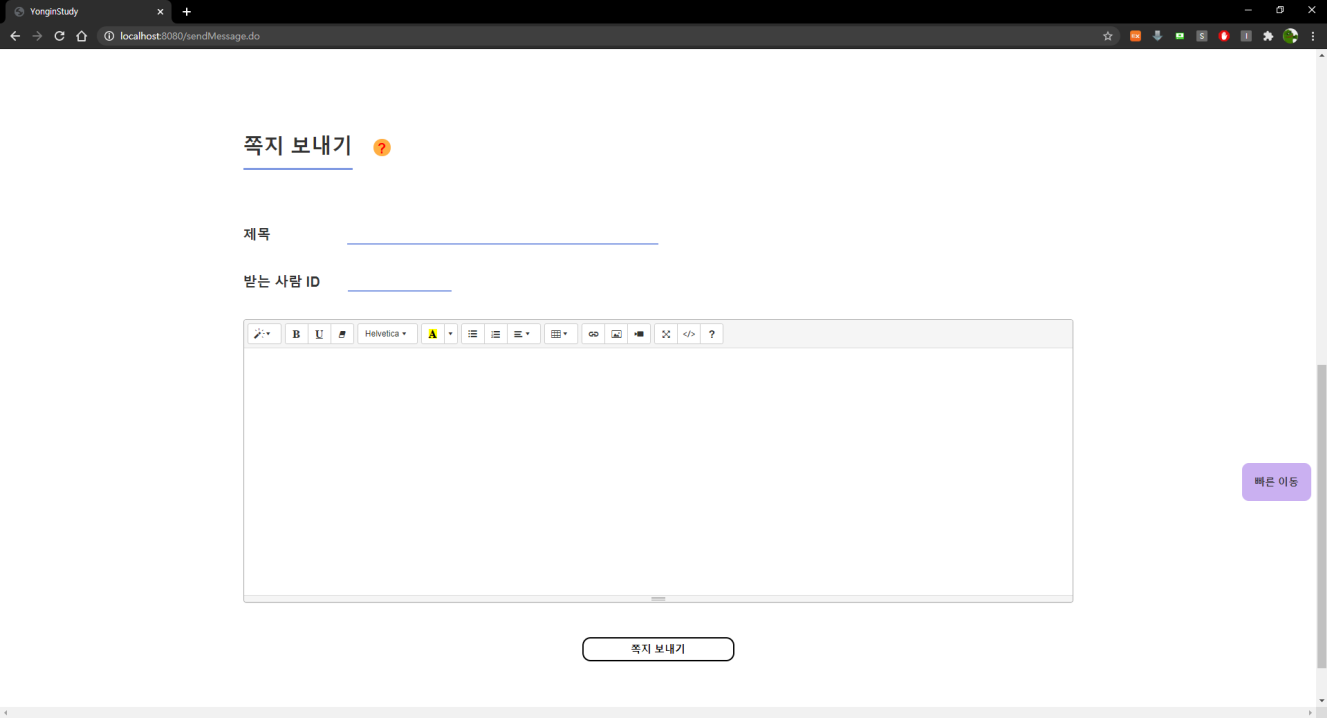 YonginStudy
localhost:8080/sendMessage.do
쪽지 보내기 ?
제목
받는 사람 ID
B U Helvetica A </> ?
빠른 이동
쪽지 보내기